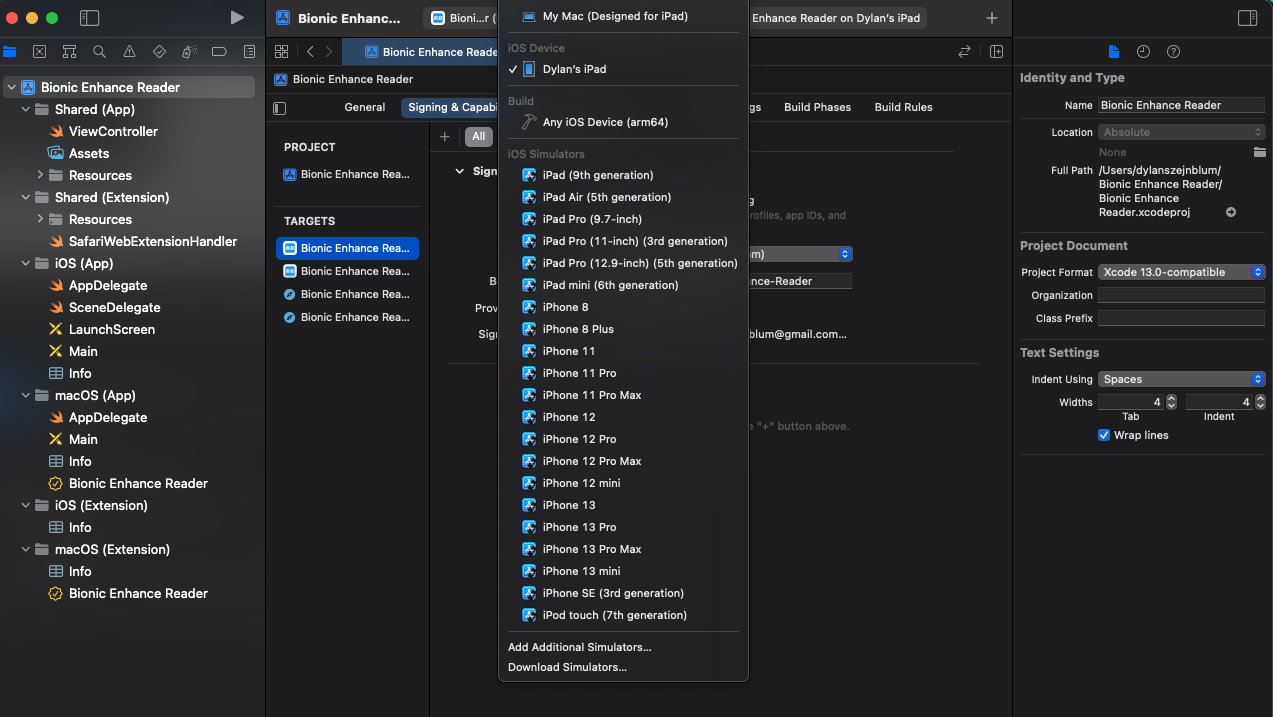 Bionic Enhanc...
Bioni...r (
Enhance Reader on Dylan's iPad
Bionic Enhance Reade
Bionic Enhance Reader
General
Signing & Capabi
gs
Build Phases
Build Rules
Bionic Enhance Reader
Shared (App)
ViewController
Assets
Resources
Shared (Extension)
Resources
SafariWebExtensionHandler
iOS (App)
AppDelegate
SceneDelegate
LaunchScreen
Main
Info
macOS (App)
AppDelegate
Main
Info
Bionic Enhance Reader
iOS (Extension)
Info
macOS (Extension)
Info
Bionic Enhance Reader
PROJECT
Bionic Enhance Rea...
TARGETS
Bionic Enhance Rea...
Bionic Enhance Rea...
Bionic Enhance Rea...
Bionic Enhance Rea...
All
Sign
g
rofiles, app IDs, and
m)
B
nce-Reader
Prov
Sign
blum@gmail.com...
e "+" button above.
My Mac (Designed for iPad)
iOS Device
Dylan's iPad
Build
Any iOS Device (arm64)
iOS Simulators
iPad (9th generation)
iPad Air (5th generation)
iPad Pro (9.7-inch)
iPad Pro (11-inch) (3rd generation)
iPad Pro (12.9-inch) (5th generation)
iPad mini (6th generation)
iPhone 8
iPhone 8 Plus
iPhone 11
iPhone 11 Pro
iPhone 11 Pro Max
iPhone 12
iPhone 12 Pro
iPhone 12 Pro Max
iPhone 12 mini
iPhone 13
iPhone 13 Pro
iPhone 13 Pro Max
iPhone 13 mini
iPhone SE (3rd generation)
iPod touch (7th generation)
Add Additional Simulators...
Download Simulators...
Identity and Type
Name Bionic Enhance Reader
Location Absolute
None
Full Path /Users/dylanszejnblum/
Bionic Enhance Reader/
Bionic Enhance
Reader.xcodeproj
Project Document
Project Format Xcode 13.0-compatible
Organization
Class Prefix
Text Settings
Indent Using Spaces
Widths 4 4
Tab Indent
Wrap lines